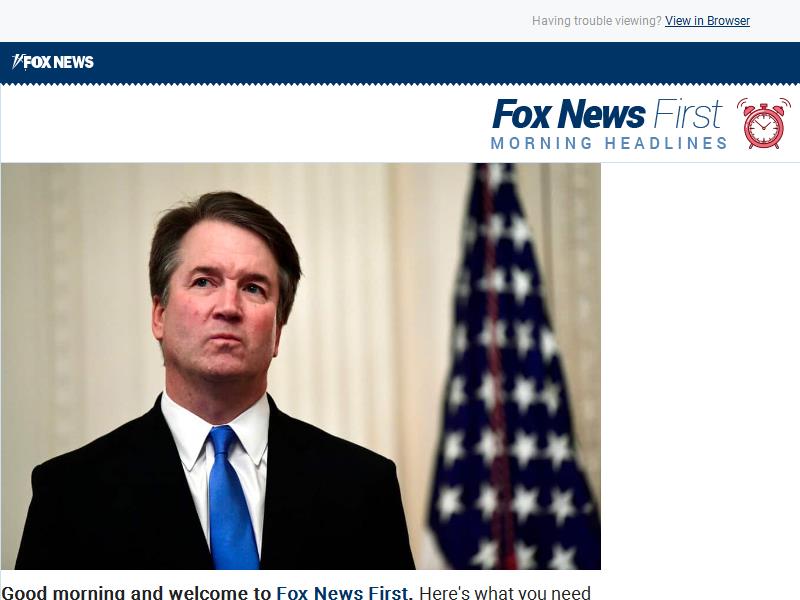 Having trouble viewing? View in Browser
FOX NEWS
Fox News First
MORNING HEADLINES
Good morning and welcome to Fox News First. Here's what you need